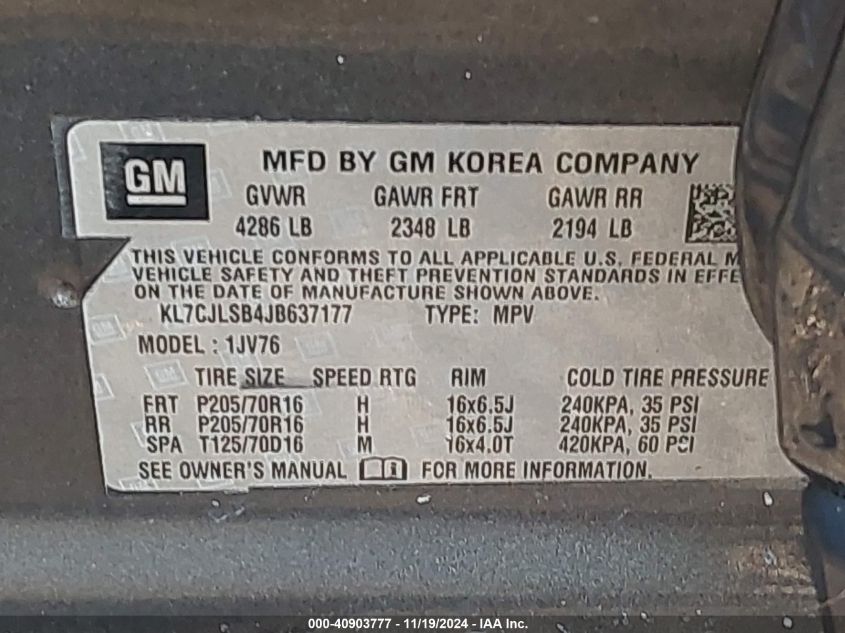 GM MFD BY GM KOREA COMPANY
GVWR GAWR FRT GAWR RR
4286 LB 2348 LB 2194 LB
THIS VEHICLE CONFORMS TO ALL APPLICABLE U.S. FEDERAL M
VEHICLE SAFETY AND THEFT PREVENTION STANDARDS IN EFFE
ON THE DATE OF MANUFACTURE SHOWN ABOVE.
KL7CJLSB4JB637177 TYPE: MPV
MODEL : 1JV76
TIRE SIZE SPEED RTG RIM COLD TIRE PRESSURE
FRT P205/70R16 H 16x6.5J 240KPA, 35 PSI
RR P205/70R16 H 16x6.5J 240KPA, 35 PSI
SPA T125/70D16 M 16x4.0T 420KPA, 60 PSI
SEE OWNER'S MANUAL FOR MORE INFORMATION.
000-40903777 - 11/19/2024 - IAA Inc.